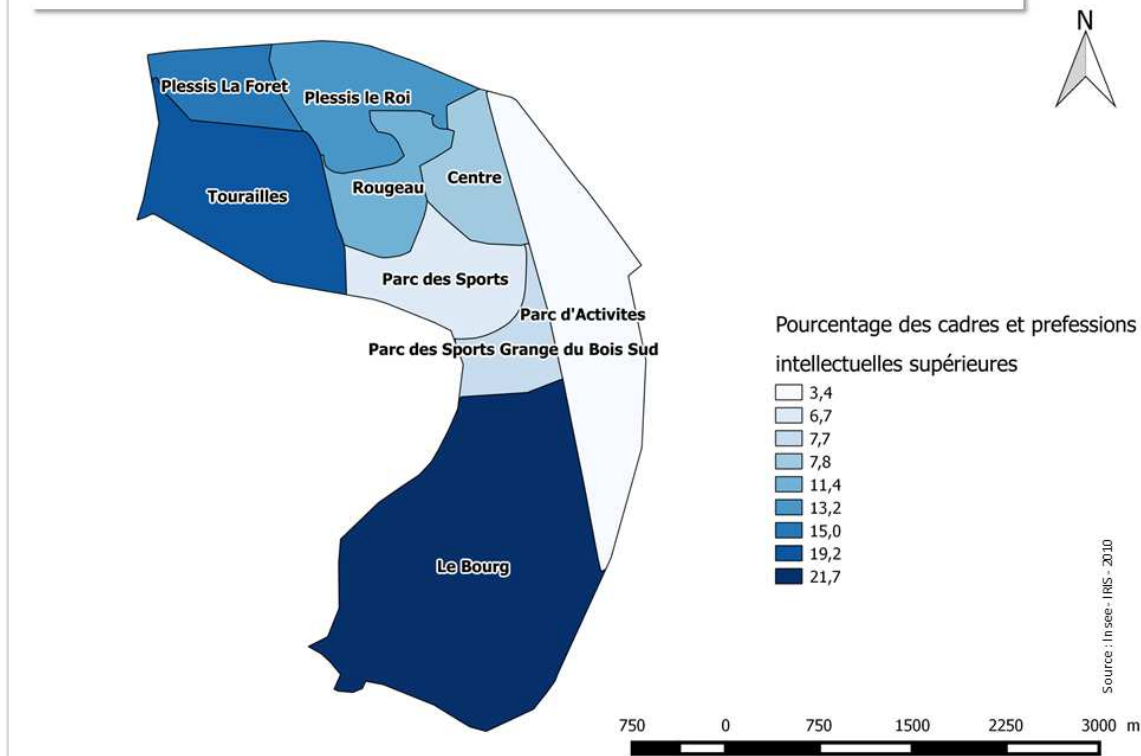 N
Plessis La Foret
Plessis le Roi
Tourailles
Rougeau
Centre
Parc des Sports
Parc d'Activites
Parc des Sports Grange du Bois Sud
Le Bourg
Pourcentage des cadres et prefessions
intellectuelles supérieures
3,4
6,7
7,7
7,8
11,4
13,2
15,0
19,2
21,7
Source : Insee - IRIS - 2010
750 0 750 1500 2250 3000 m